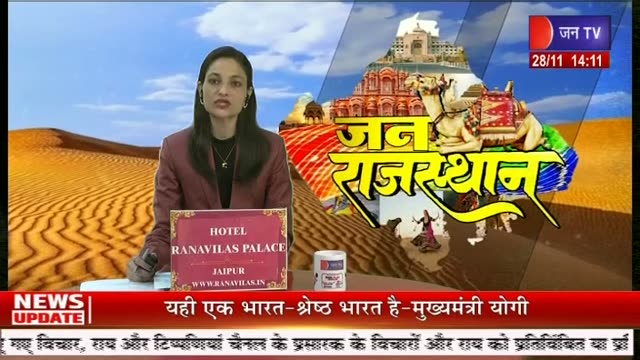 जन TV
28/11 14:11
जन
राजस्थान
HOTEL
RANAVILAS PALACE
JAIPUR
WWW.RANAVILAS.IN
NEWS
UPDATE
यही एक भारत-श्रेष्ठ भारत है-मुख्यमंत्री योगी
गए विचार, राय और टिप्पणियां चैनल के प्रसारक के विचारों और राय को प्रतिबिंबित या